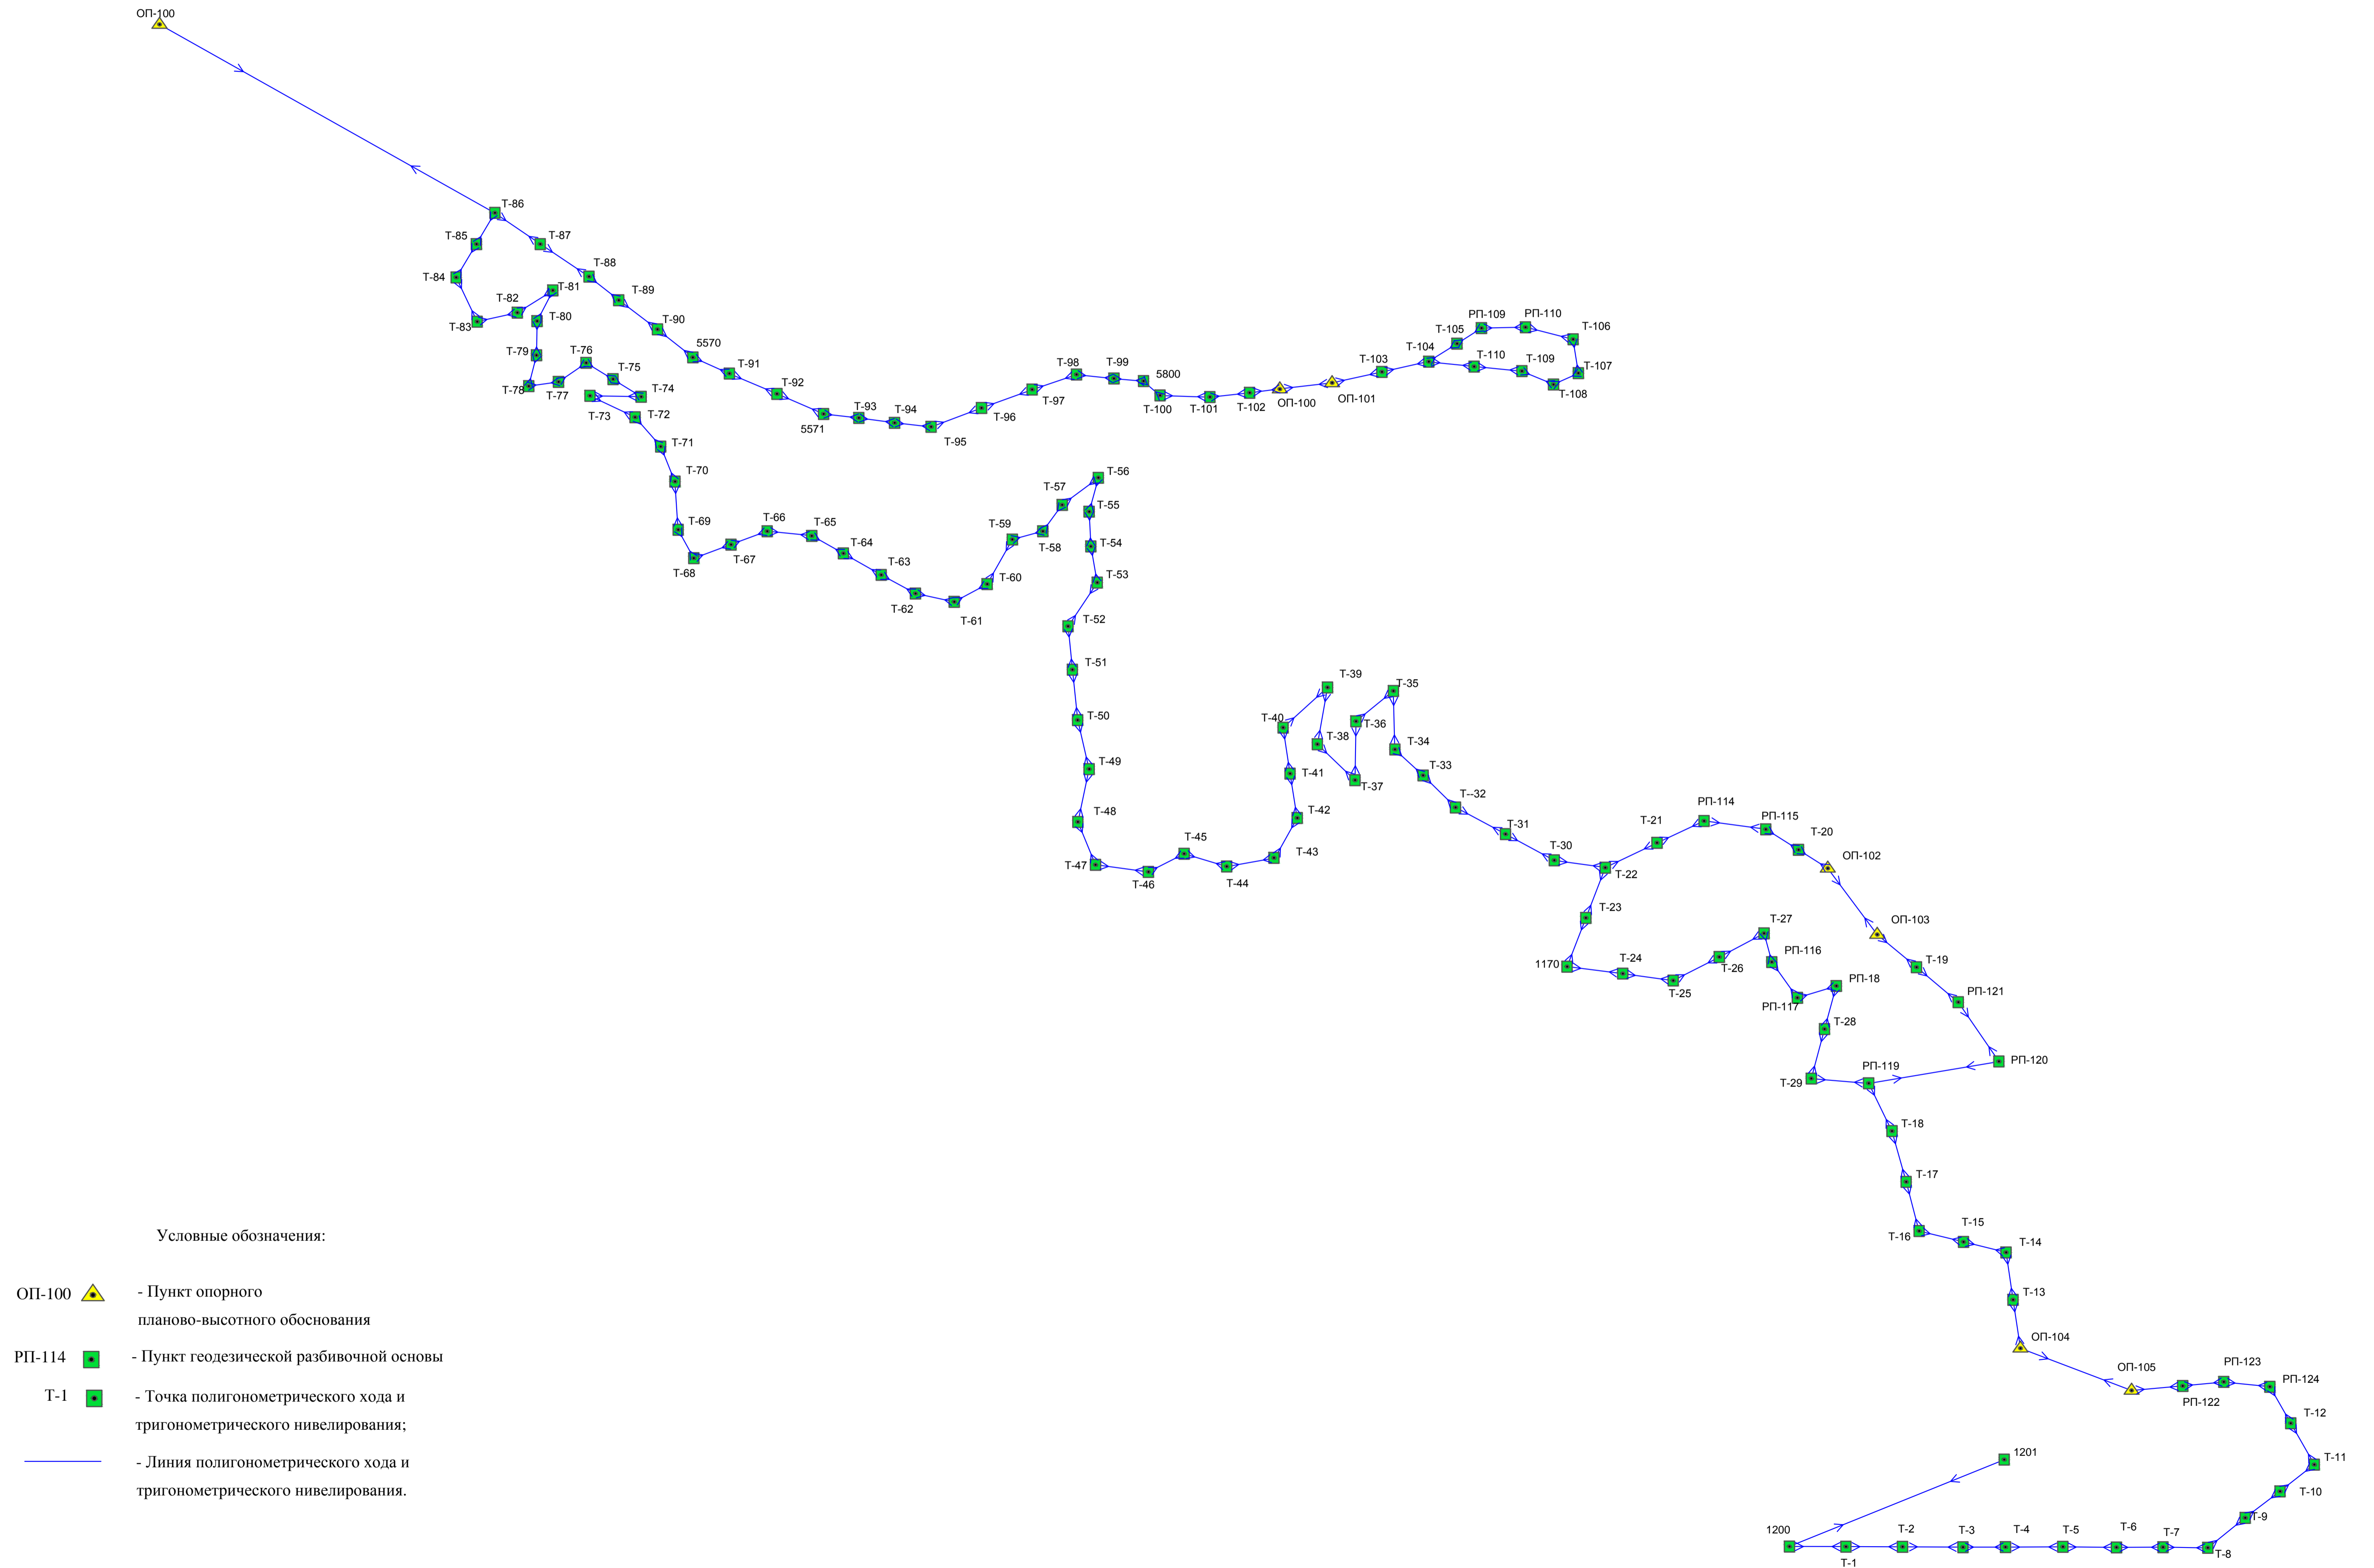 ОП-100
Т-86
Т-85
Т-87
Т-84
Т-88
Т-81
Т-82
Т-89
Т-83
Т-80
Т-90
РП-109
РП-110
Т-106
Т-105
5570
Т-79
Т-76
Т-104
Т-103
Т-110
Т-109
Т-107
Т-91
Т-75
Т-98
Т-99
5800
Т-78
Т-77
Т-74
Т-92
Т-97
Т-108
Т-73
Т-72
5571
Т-93
Т-94
Т-96
Т-100
Т-101
Т-102
ОП-100
ОП-101
Т-71
Т-95
Т-70
Т-57
Т-56
Т-55
Т-69
Т-66
Т-65
Т-59
Т-54
Т-68
Т-67
Т-64
Т-58
Т-63
Т-60
Т-53
Т-62
Т-61
Т-52
Т-51
Т-39
Т-35
Т-50
Т-40
Т-36
Т-38
Т-34
Т-49
Т-41
Т-33
Т-37
Т-48
Т-42
Т--32
РП-114
Т-31
Т-21
РП-115
Т-20
Т-45
Т-43
Т-30
ОП-102
Т-47
Т-46
Т-44
Т-22
Т-23
Т-27
ОП-103
РП-116
1170
Т-24
Т-26
Т-19
Т-25
РП-117
РП-18
РП-121
Т-28
РП-120
Т-29
РП-119
Т-18
Т-17
Т-16
Т-15
Т-14
Т-13
ОП-104
ОП-105
РП-123
РП-124
РП-122
Т-12
1201
Т-11
Т-10
Т-9
1200
Т-1
Т-2
Т-3
Т-4
Т-5
Т-6
Т-7
Т-8
Условные обозначения:
ОП-100 - Пункт опорного
планово-высотного обоснования
РП-114 - Пункт геодезической разбивочной основы
Т-1 - Точка полигонометрического хода и
тригонометрического нивелирования;
- Линия полигонометрического хода и
тригонометрического нивелирования.